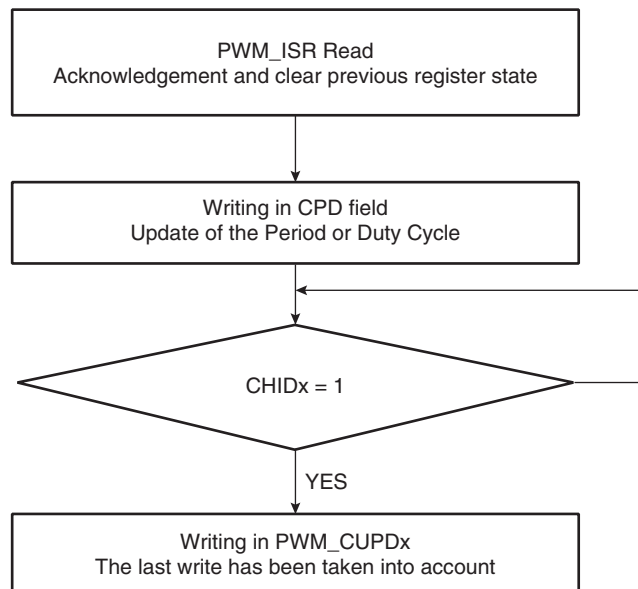 PWM_ISR Read
Acknowledgement and clear previous register state
Writing in CPD field
Update of the Period or Duty Cycle
CHIDx = 1
YES
Writing in PWM_CUPDx
The last write has been taken into account